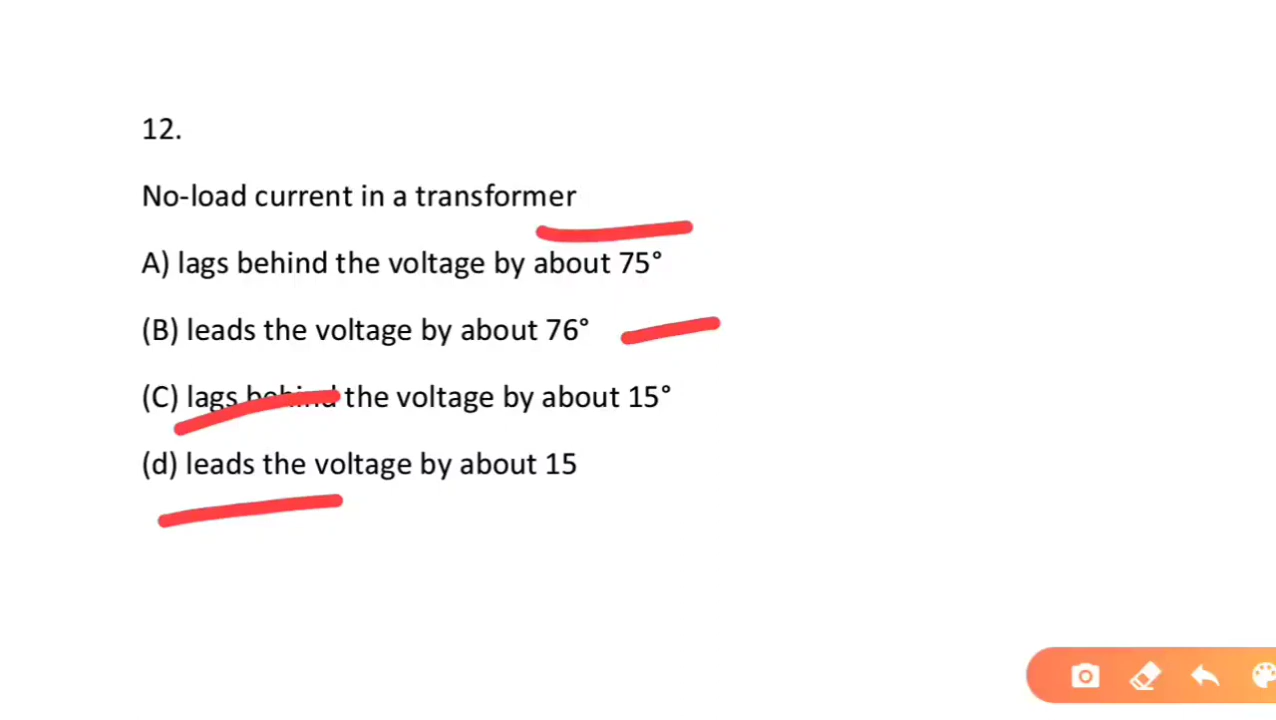 12.
No-load current in a transformer
A) lags behind the voltage by about 75°
(B) leads the voltage by about 76°
(C) lags behind the voltage by about 15°
(d) leads the voltage by about 15